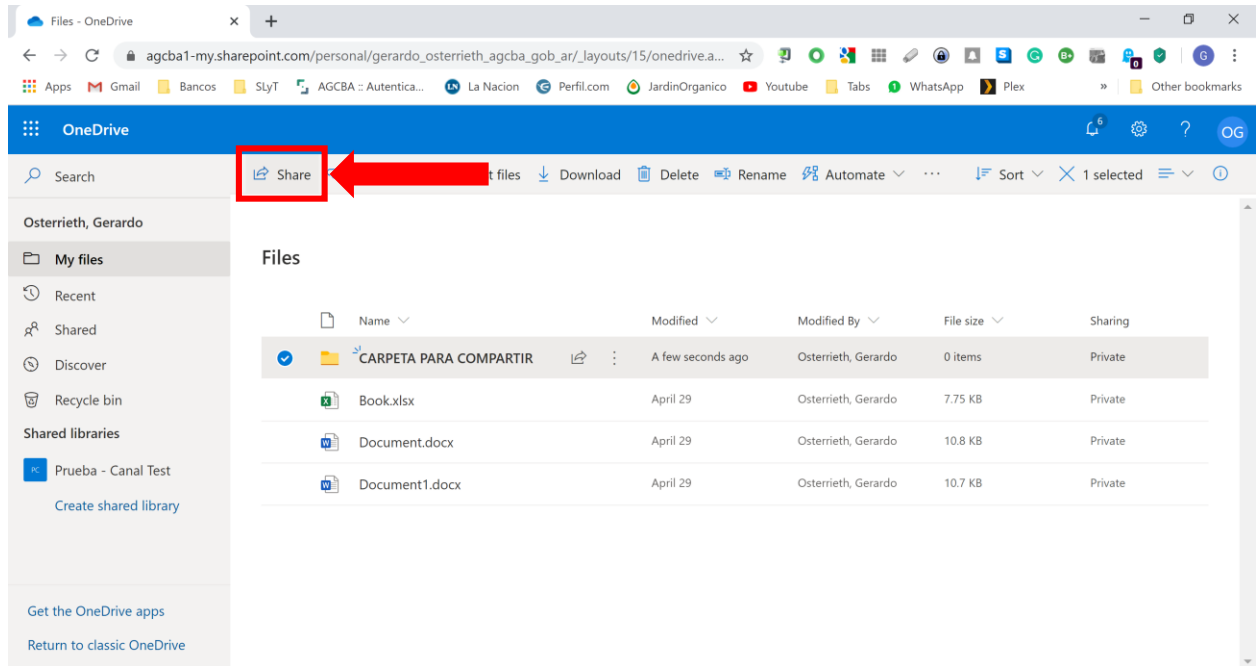 Files - OneDrive
agcba1-my.sharepoint.com/personal/gerardo_osterrieth_agcba_gob_ar/_layouts/15/onedrive.a...
S
G
B+
0
G
Apps Gmail Bancos SLyT AGCBA :: Autentica... LN La Nacion Perfil.com JardinOrganico Youtube Tabs 1 WhatsApp Plex » Other bookmarks
OneDrive 6 ? OG
Search Share t files Download Delete Rename Automate ... Sort 1 selected
Osterrieth, Gerardo
My files
Recent
Shared
Discover
Recycle bin
Shared libraries
PC Prueba - Canal Test
Create shared library
Get the OneDrive apps
Return to classic OneDrive
Files
Name Modified Modified By File size Sharing
CARPETA PARA COMPARTIR A few seconds ago Osterrieth, Gerardo 0 items Private
Book.xlsx April 29 Osterrieth, Gerardo 7.75 KB Private
Document.docx April 29 Osterrieth, Gerardo 10.8 KB Private
Document1.docx April 29 Osterrieth, Gerardo 10.7 KB Private